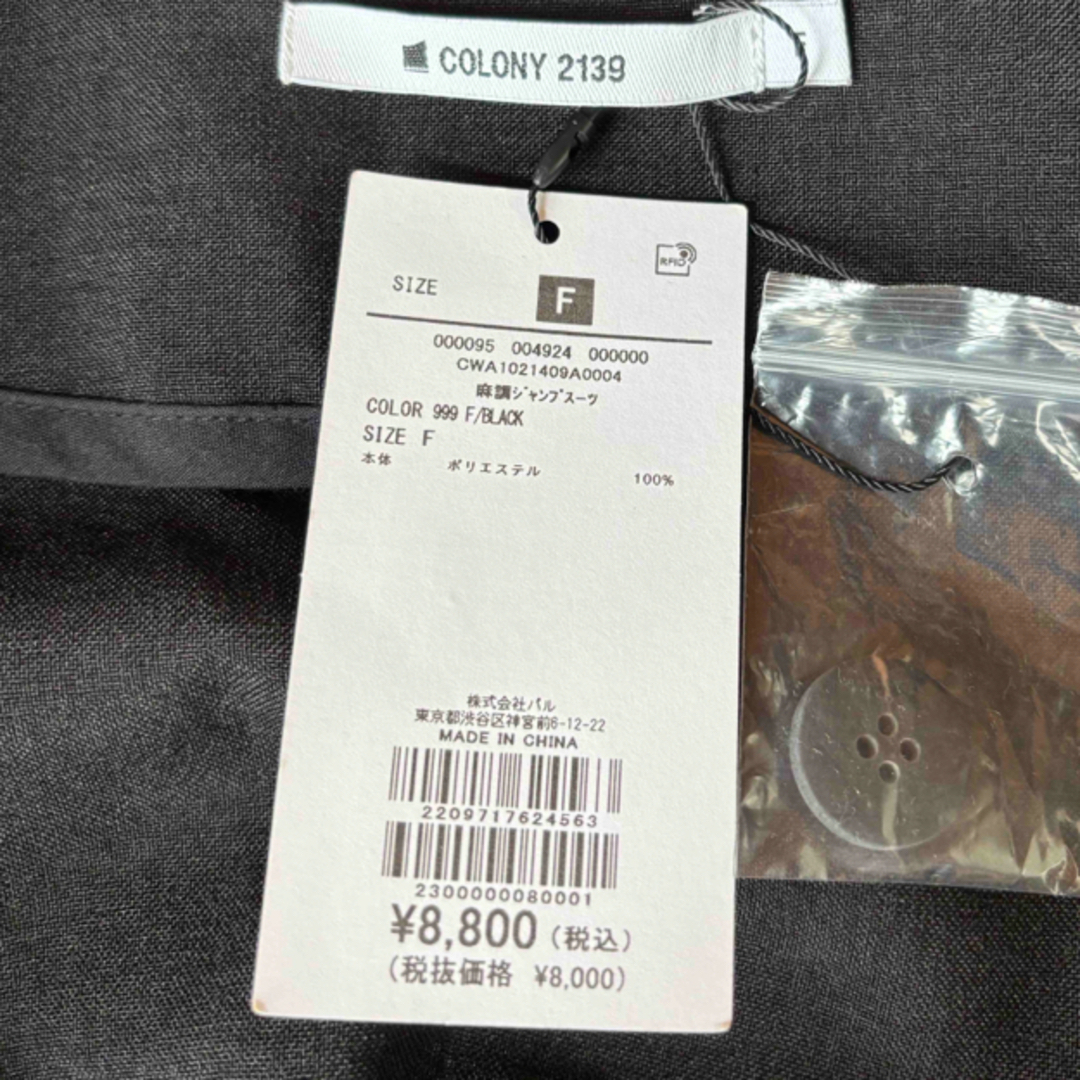 COLONY 2139
RFID
SIZE F
000095 004924 000000
CWA1021409A0004
麻調ｼﾞｬﾝﾌﾟｽｰﾂ
COLOR 999 F/BLACK
SIZE F
本体 ポリエステル 100%
株式会社パル
東京都渋谷区神宮前6-12-22
MADE IN CHINA
2209717624563
2300000080001
¥8,800 (税込)
(税抜価格 ¥8,000)